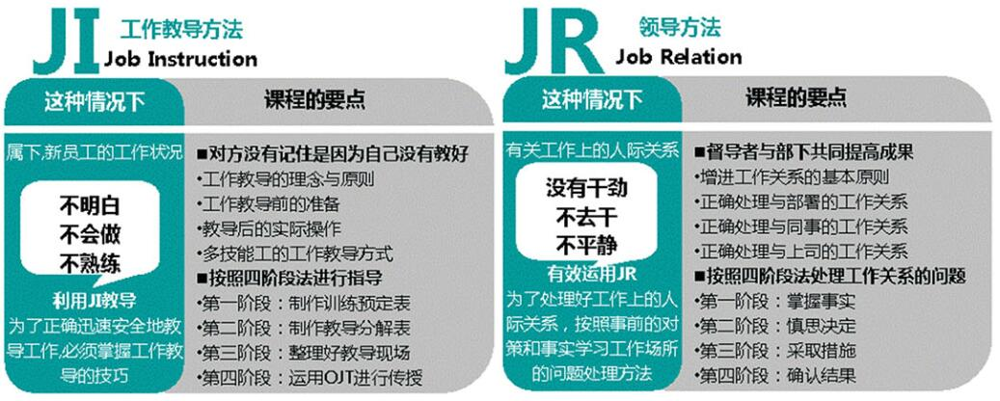 JI 工作教导方法
Job Instruction
这种情况下
课程的要点
属下,新员工的工作状况
不明白
不会做
不熟练
利用JI教导
为了正确迅速安全地教
导工作,必须掌握工作教
导的技巧
■对方没有记住是因为自己没有教好
•工作教导的理念与原则
•工作教导前的准备
•教导后的实际操作
•多技能工的工作教导方式
■按照四阶段法进行指导
•第一阶段：制作训练预定表
•第二阶段：制作教导分解表
•第三阶段：整理好教导现场
•第四阶段：运用OJT进行传授
JR 领导方法
Job Relation
这种情况下
课程的要点
有关工作上的人际关系
没有干劲
不去干
不平静
有效运用JR
为了处理好工作上的人
际关系，按照事前的对
策和事实学习工作场所
的问题处理方法
■督导者与部下共同提高成果
•增进工作关系的基本原则
•正确处理与部署的工作关系
•正确处理与同事的工作关系
•正确处理与上司的工作关系
■按照四阶段法处理工作关系的问题
•第一阶段：掌握事实
•第二阶段：慎思决定
•第三阶段：采取措施
•第四阶段：确认结果